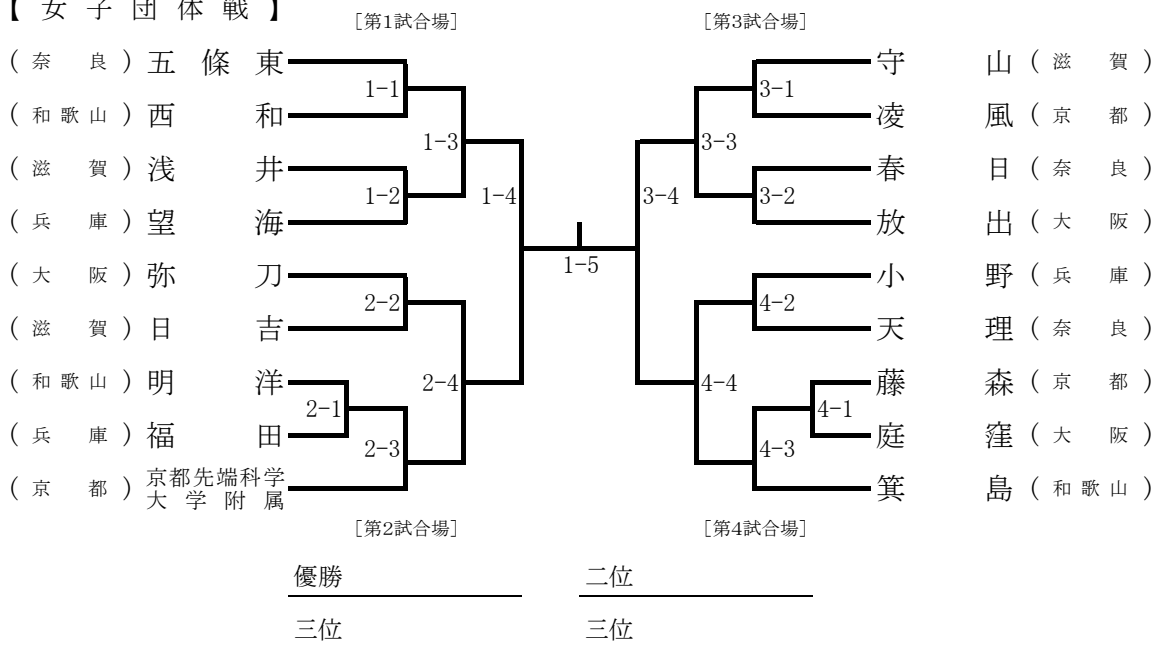 【女子団体戦】
[第1試合場] [第3試合場]
(奈良) 五條東 守山 (滋賀)
1-1 3-1
(和歌山) 西和 凌風 (京都)
1-3 3-3
(滋賀) 浅井 春日 (奈良)
1-2 1-4 3-4 3-2
(兵庫) 望海 放出 (大阪)
1-5
(大阪) 弥刀 小野 (兵庫)
2-2 4-2
(滋賀) 日吉 天理 (奈良)
(和歌山) 明洋 2-4 4-4 藤森 (京都)
2-1 4-1
(兵庫) 福田 庭窪 (大阪)
2-3 4-3
(京都) 京都先端科学 箕島 (和歌山)
大学附属
[第2試合場] [第4試合場]
優勝 二位
三位 三位